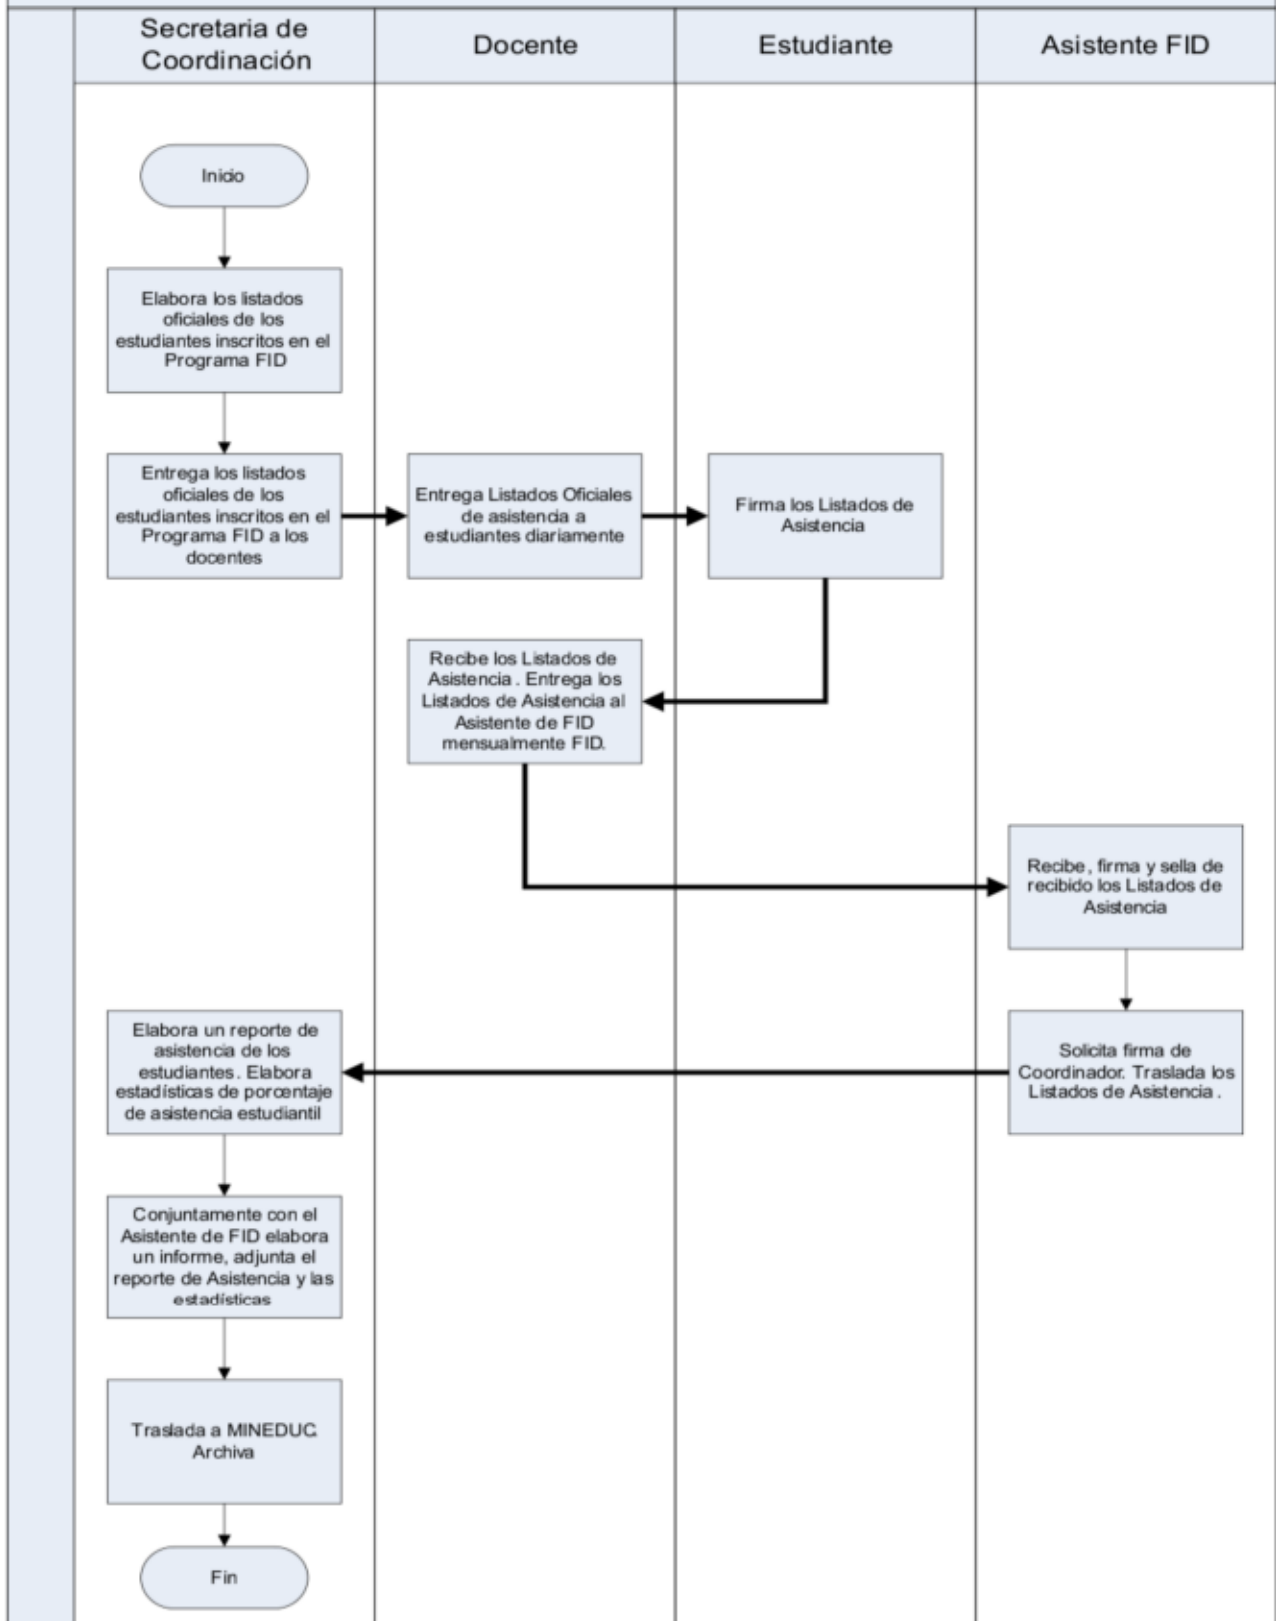 Secretaria de
Coordinación
Docente
Estudiante
Asistente FID
Inicio
Elabora los listados
oficiales de los
estudiantes inscritos en el
Programa FID
Entrega los listados
oficiales de los
estudiantes inscritos en el
Programa FID a los
docentes
Entrega Listados Oficiales
de asistencia a
estudiantes diariamente
Firma los Listados de
Asistencia
Recibe los Listados de
Asistencia. Entrega los
Listados de Asistencia al
Asistente de FID
mensualmente FID.
Recibe, firma y sella de
recibido los Listados de
Asistencia
Solicita firma de
Coordinador. Traslada los
Listados de Asistencia.
Elabora un reporte de
asistencia de los
estudiantes. Elabora
estadísticas de porcentaje
de asistencia estudiantil
Conjuntamente con el
Asistente de FID elabora
un informe, adjunta el
reporte de Asistencia y las
estadísticas
Traslada a MINEDUC.
Archiva
Fin